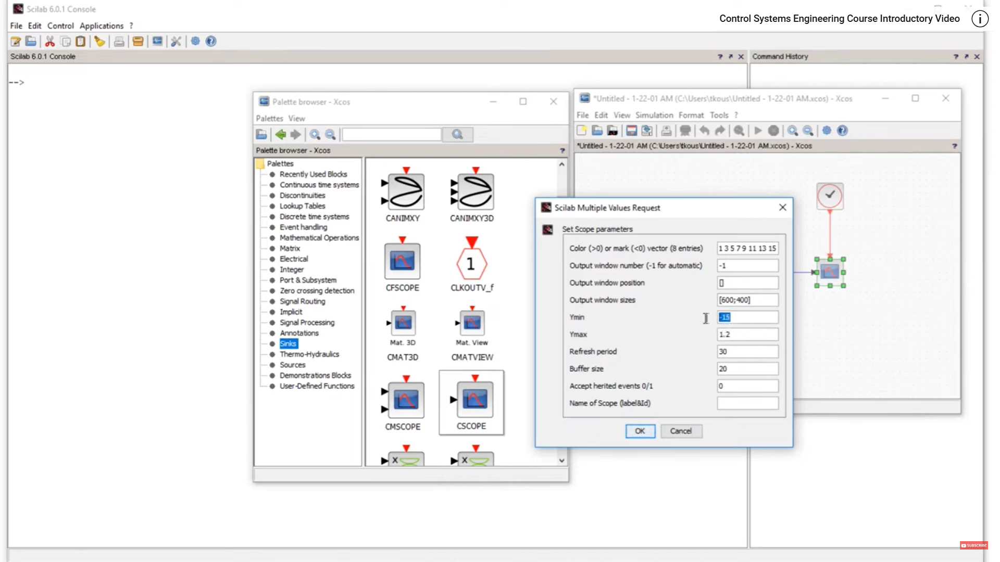 Scilab 6.0.1 Console
Control Systems Engineering Course Introductory Video
File Edit Control Applications ?
Scilab 6.0.1 Console
Command History
-->
Palette browser - Xcos
Palettes View
Palette browser - Xcos
Palettes
Recently Used Blocks
Continuous time systems
Discontinuities
Lookup Tables
Discrete time systems
Event handling
Mathematical Operations
Matrix
Electrical
Integer
Port & Subsystem
Zero crossing detection
Signal Routing
Implicit
Signal Processing
Annotations
Sinks
Thermo-Hydraulics
Sources
Demonstrations Blocks
User-Defined Functions
CANIMXY
CANIMXY3D
CFSCOPE
1
CLKOUTV_f
Mat. 3D
CMAT3D
Mat. View
CMATVIEW
CMSCOPE
CSCOPE
X
X
*Untitled - 1-22-01 AM (C:\Users\tkous\Untitled - 1-22-01 AM.xcos) - Xcos
File Edit View Simulation Format Tools ?
*Untitled - 1-22-01 AM (C:\Users\tkous\Untitled - 1-22-01 AM.xcos) - Xcos
Scilab Multiple Values Request
Set Scope parameters
Color (>0) or mark (<0) vector (8 entries) 1 3 5 7 9 11 13 15
Output window number (-1 for automatic) -1
Output window position []
Output window sizes [600;400]
Ymin -15
Ymax 1.2
Refresh period 30
Buffer size 20
Accept herited events 0/1 0
Name of Scope (label&Id)
OK Cancel
SUBSCRIBE